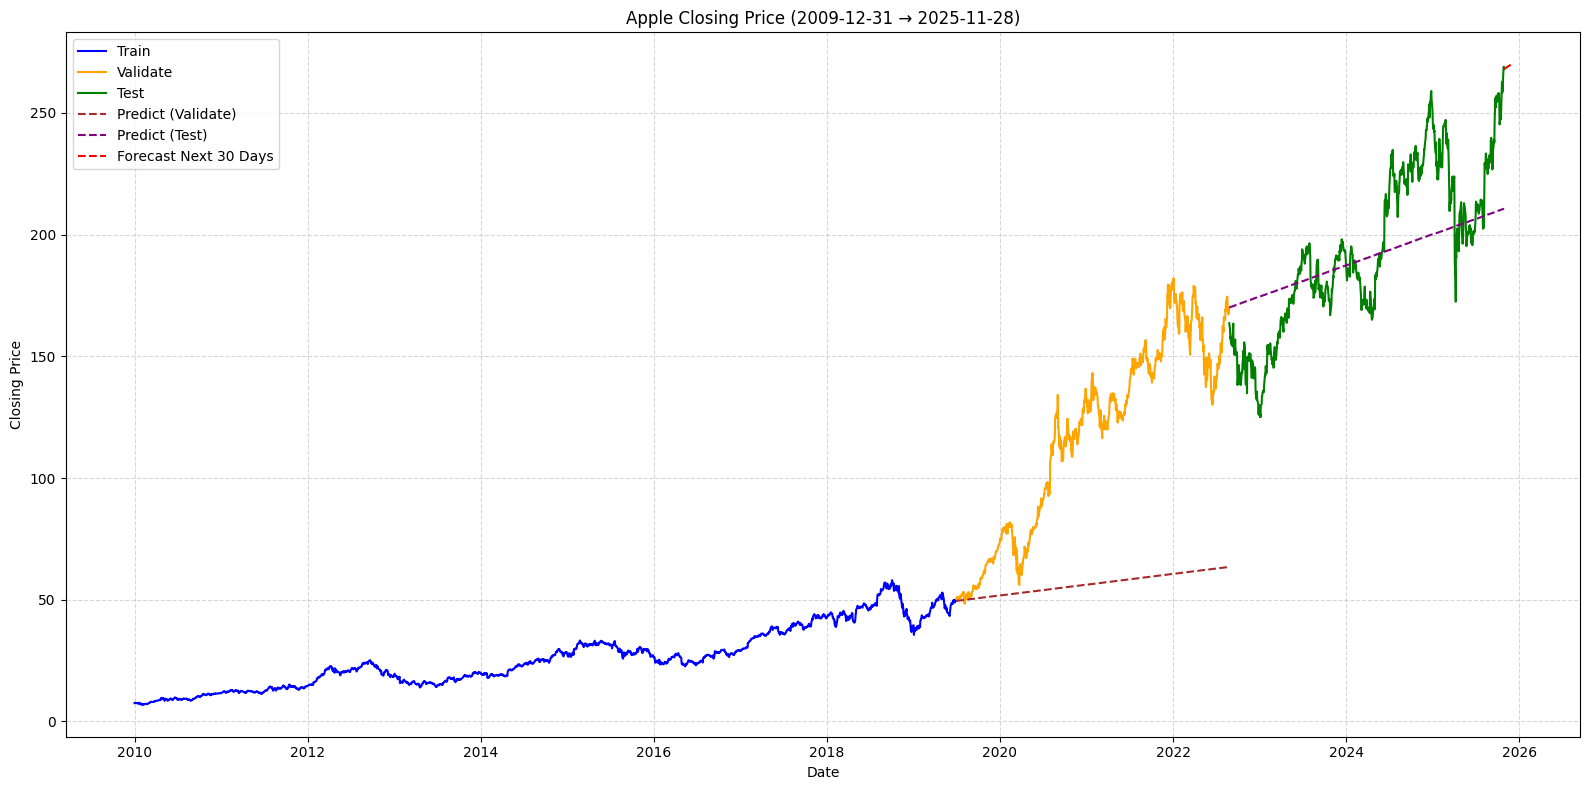 Apple Closing Price (2009-12-31 → 2025-11-28)
Train
Validate
Test
Predict (Validate)
Predict (Test)
Forecast Next 30 Days
Closing Price
250
200
150
100
50
0
2010 2012 2014 2016 2018 2020 2022 2024 2026
Date